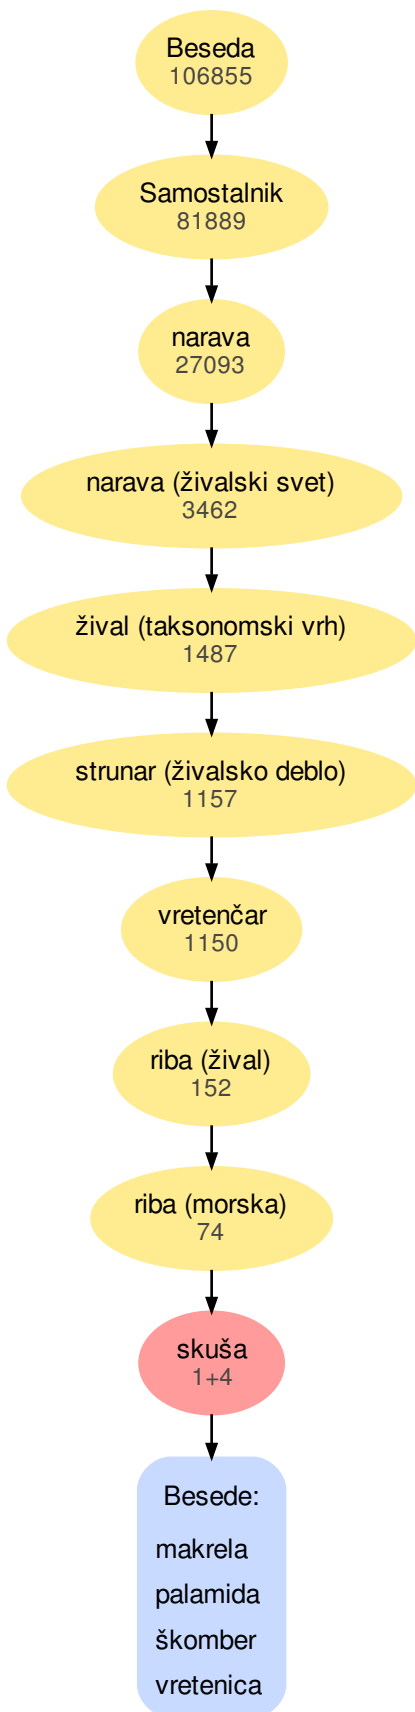 Beseda
106855
Samostalnik
81889
narava
27093
narava (živalski svet)
3462
žival (taksonomski vrh)
1487
strunar (živalsko deblo)
1157
vretenčar
1150
riba (žival)
152
riba (morska)
74
skuša
1+4
Besede:
makrela
palamida
škomber
vretenica